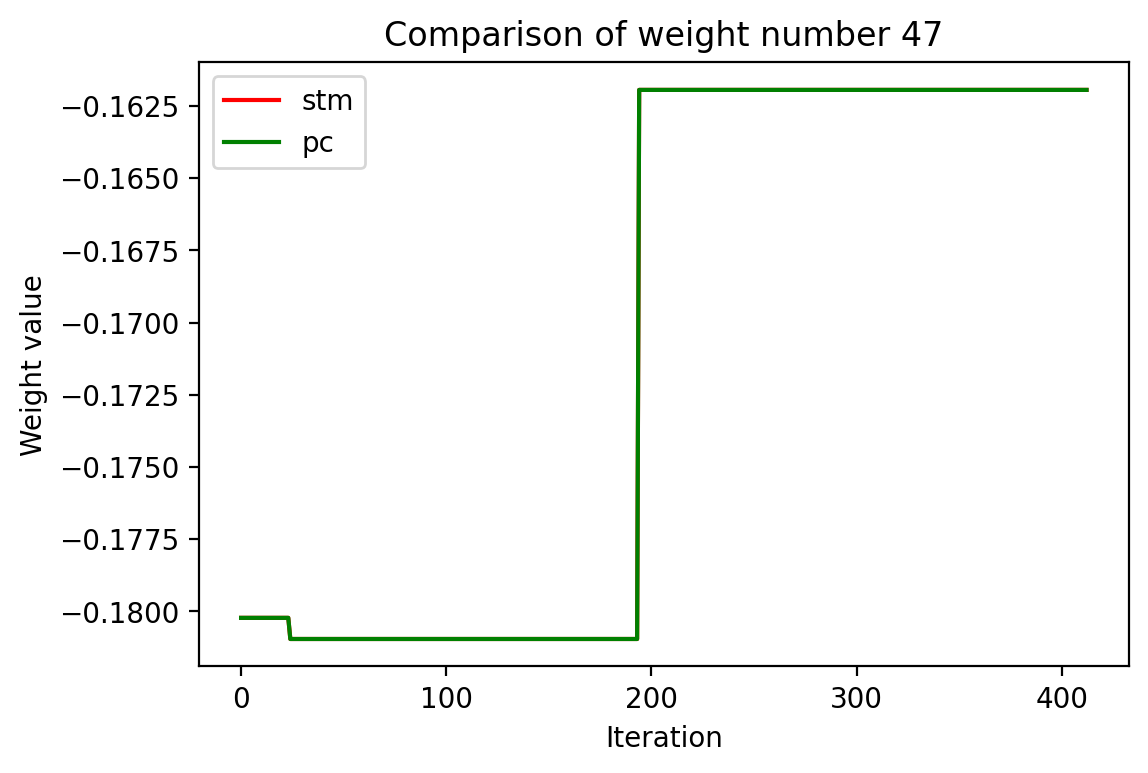 Comparison of weight number 47
stm
pc
Weight value
−0.1625
−0.1650
−0.1675
−0.1700
−0.1725
−0.1750
−0.1775
−0.1800
0 100 200 300 400
Iteration